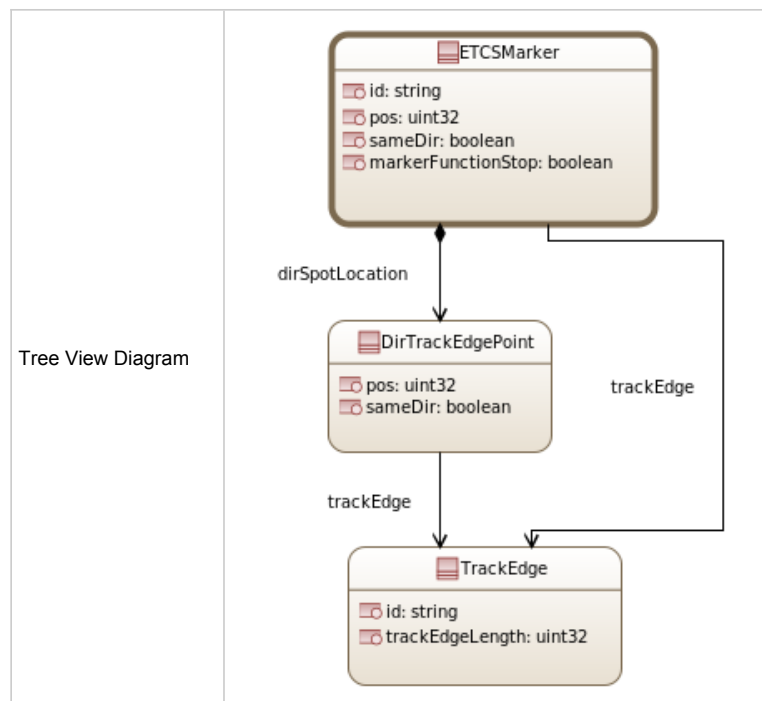 ETCSMarker
id: string
pos: uint32
sameDir: boolean
markerFunctionStop: boolean
dirSpotLocation
DirTrackEdgePoint
Tree View Diagram
pos: uint32
sameDir: boolean
trackEdge
trackEdge
TrackEdge
id: string
trackEdgeLength: uint32